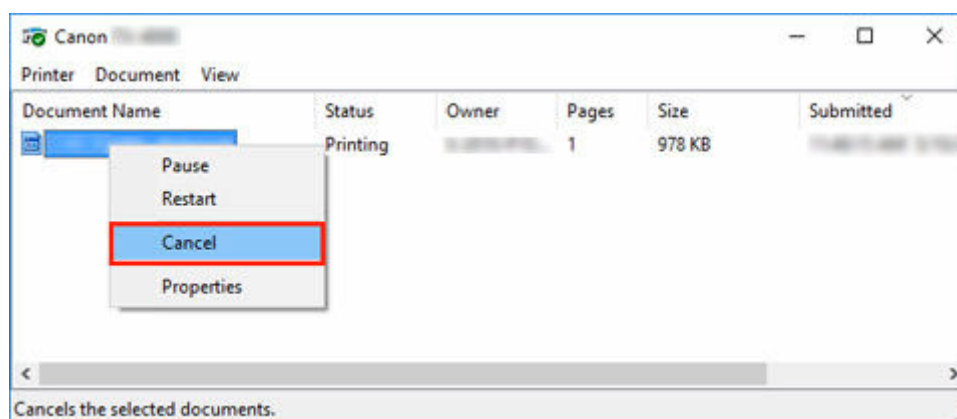 Canon
Printer Document View
Document Name Status Owner Pages Size Submitted
Printing 1 978 KB
Pause
Restart
Cancel
Properties
Cancels the selected documents.